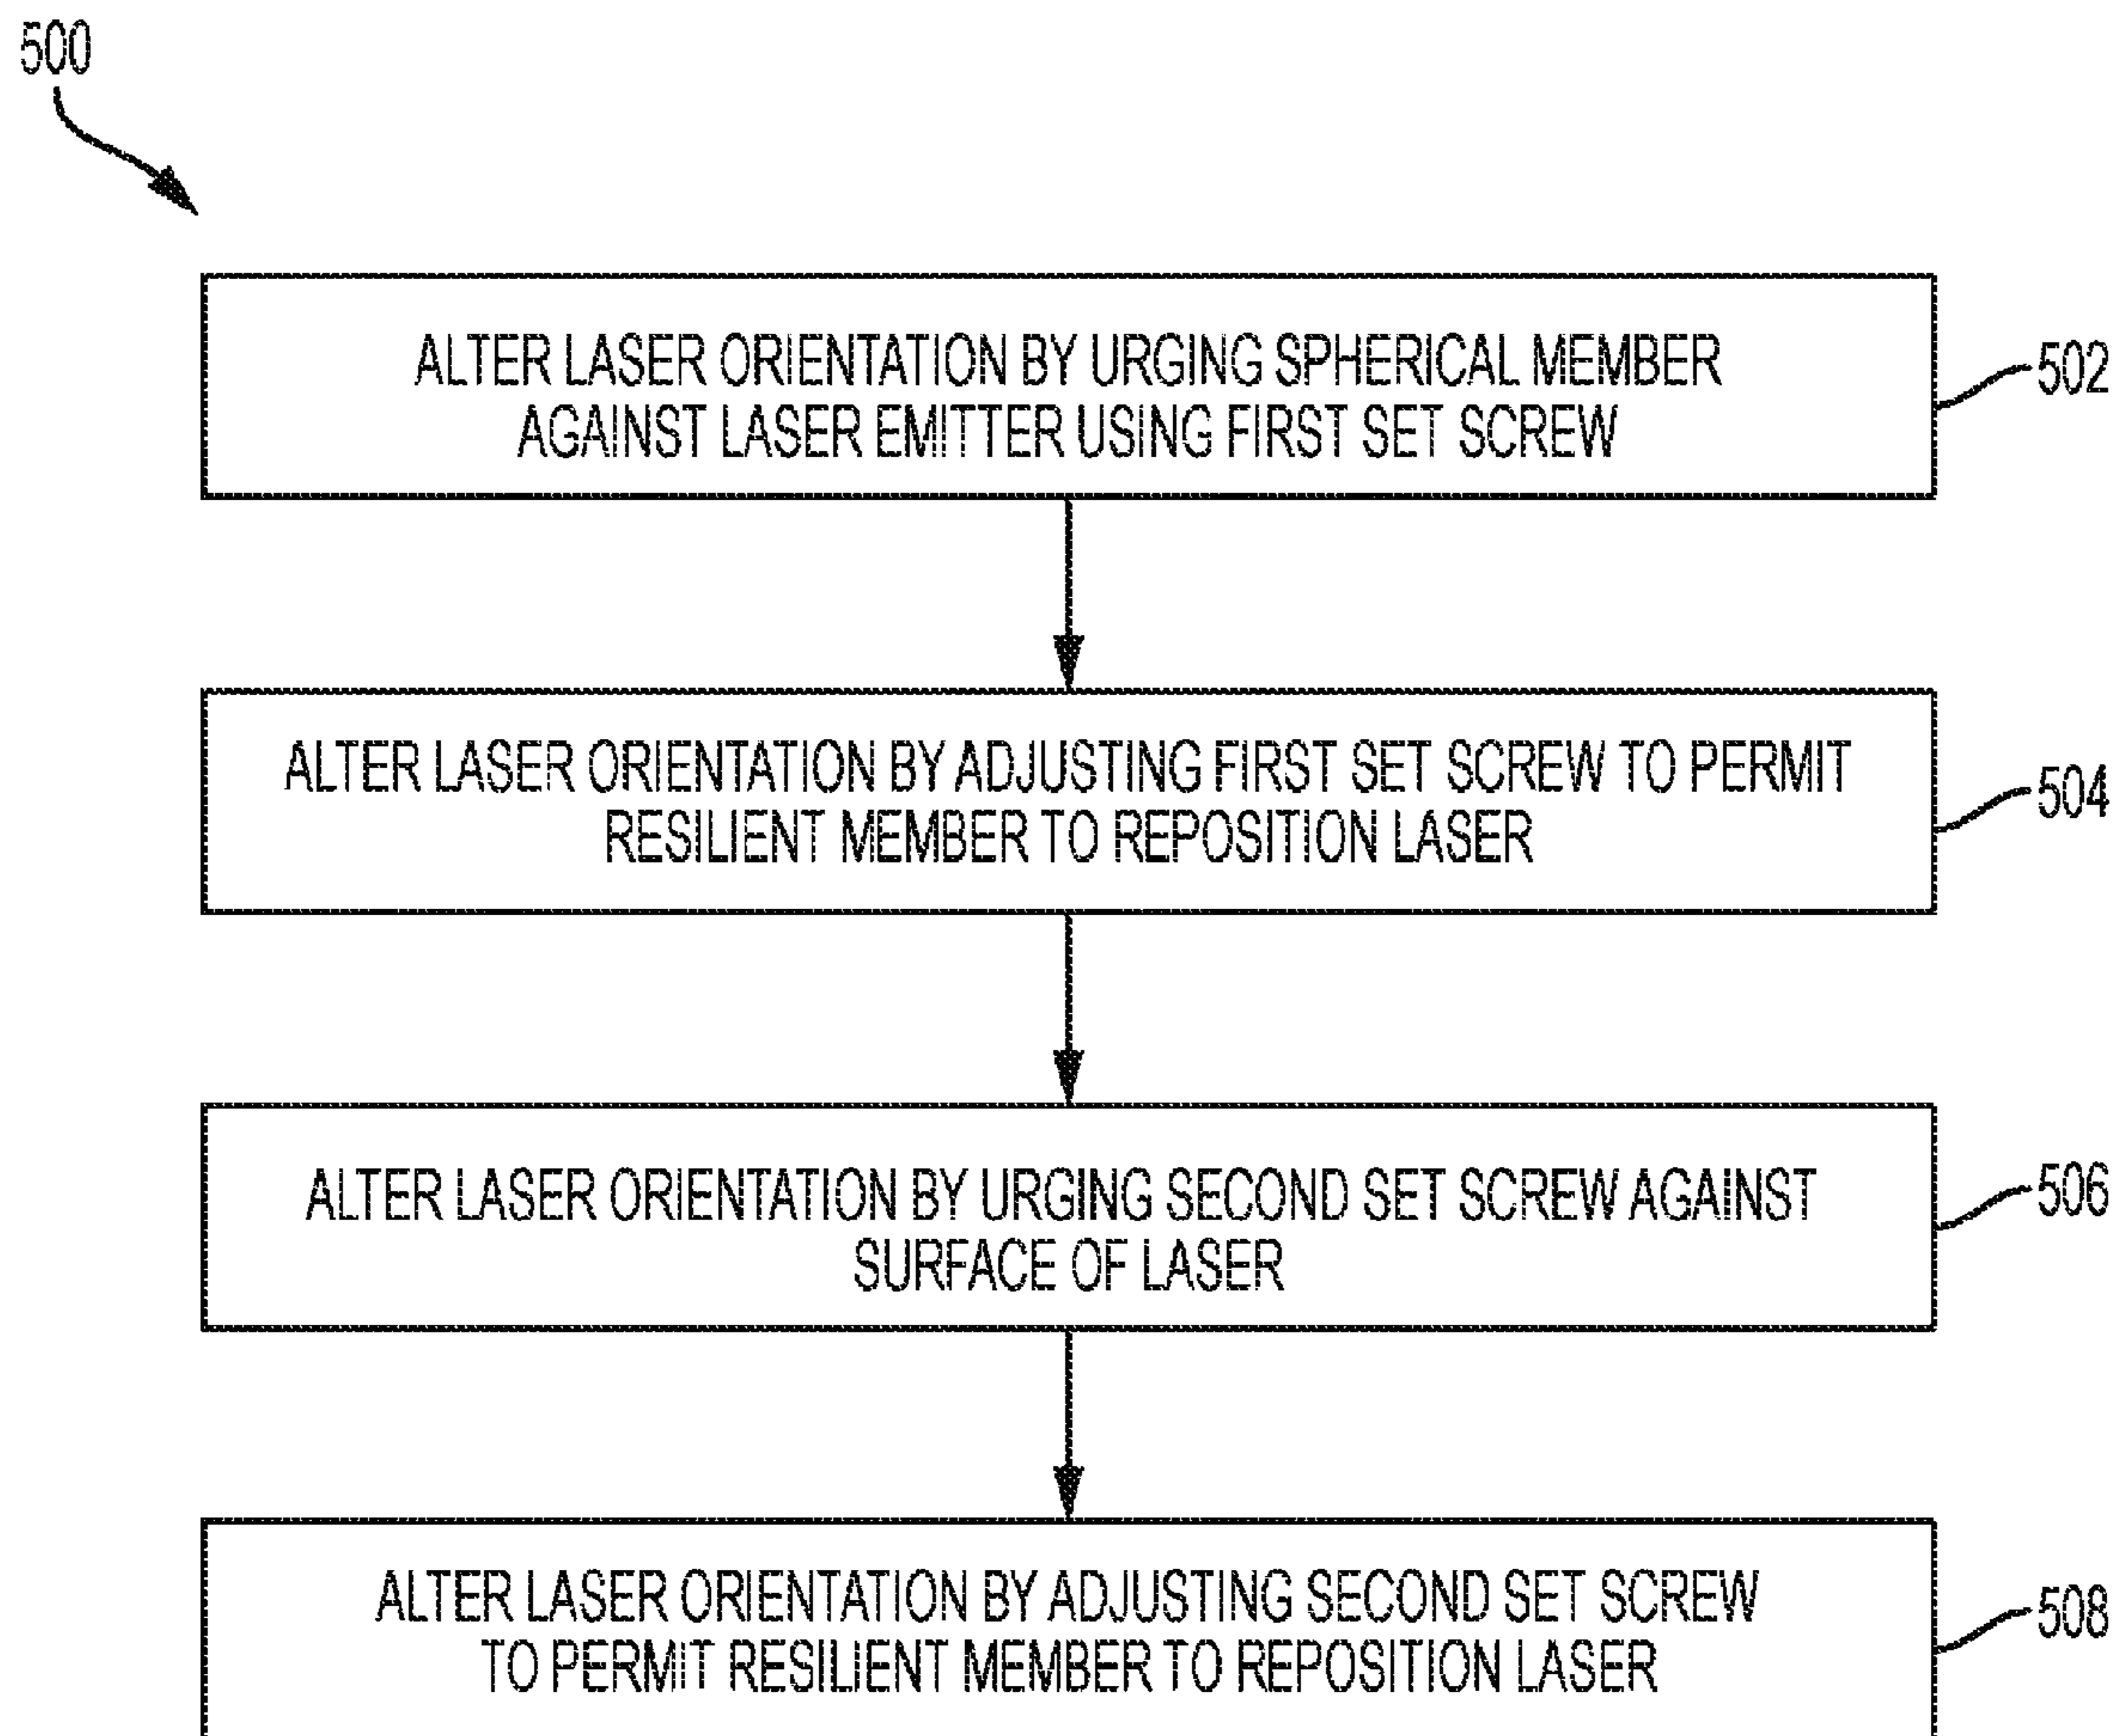 500
ALTER LASER ORIENTATION BY URGING SPHERICAL MEMBER
AGAINST LASER EMITTER USING FIRST SET SCREW
502
ALTER LASER ORIENTATION BY ADJUSTING FIRST SET SCREW TO PERMIT
RESILIENT MEMBER TO REPOSITION LASER
504
ALTER LASER ORIENTATION BY URGING SECOND SET SCREW AGAINST
SURFACE OF LASER
506
ALTER LASER ORIENTATION BY ADJUSTING SECOND SET SCREW
TO PERMIT RESILIENT MEMBER TO REPOSITION LASER
508